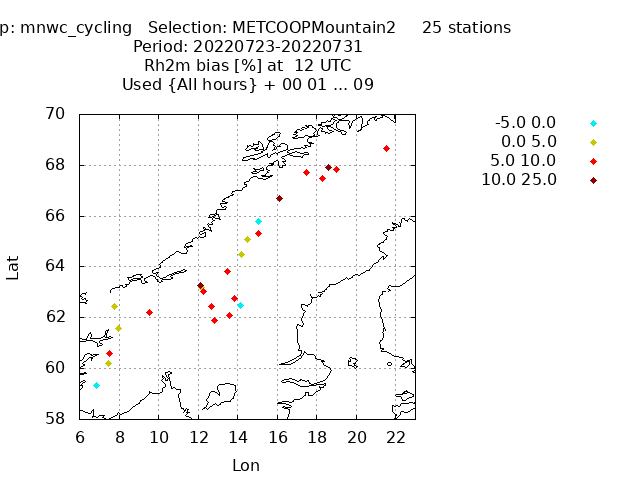 p: mnwc_cycling Selection: METCOOPMountain2 25 stations
Period: 20220723-20220731
Rh2m bias [%] at 12 UTC
Used {All hours} + 00 01 ... 09
-5.0 0.0
0.0 5.0
5.0 10.0
10.0 25.0
70
68
66
64
62
60
58
Lat
6 8 10 12 14 16 18 20 22
Lon